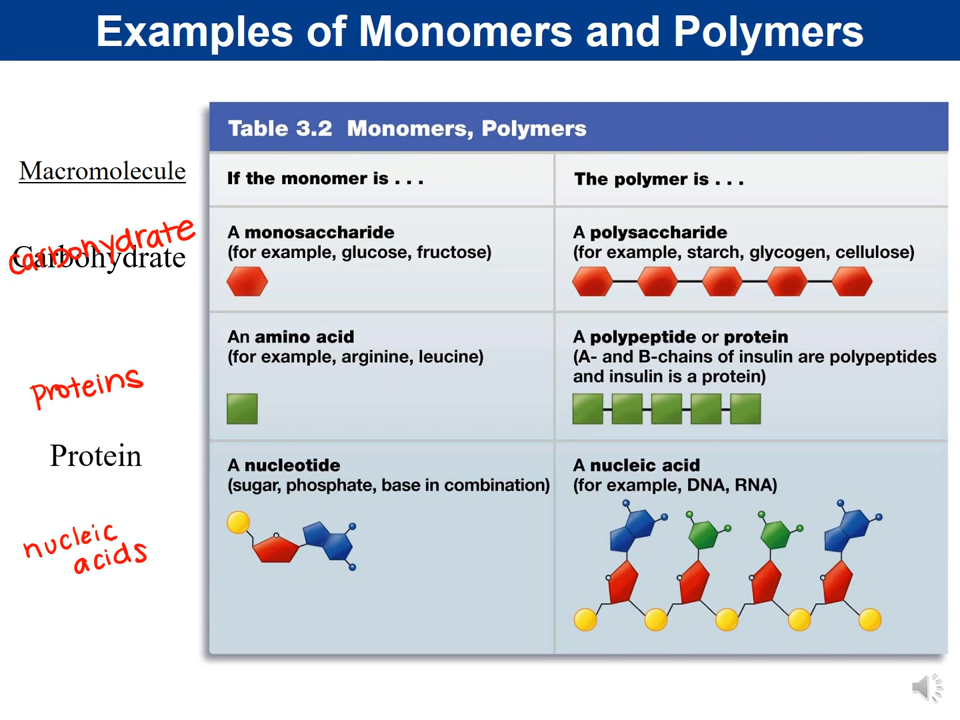 Examples of Monomers and Polymers
Table 3.2 Monomers, Polymers
Macromolecule
If the monomer is . . .
The polymer is . . .
Carbohydrate
carbohydrate
A monosaccharide
(for example, glucose, fructose)
A polysaccharide
(for example, starch, glycogen, cellulose)
proteins
An amino acid
(for example, arginine, leucine)
A polypeptide or protein
(A- and B-chains of insulin are polypeptides
and insulin is a protein)
Protein
nucleic
acids
A nucleotide
(sugar, phosphate, base in combination)
A nucleic acid
(for example, DNA, RNA)